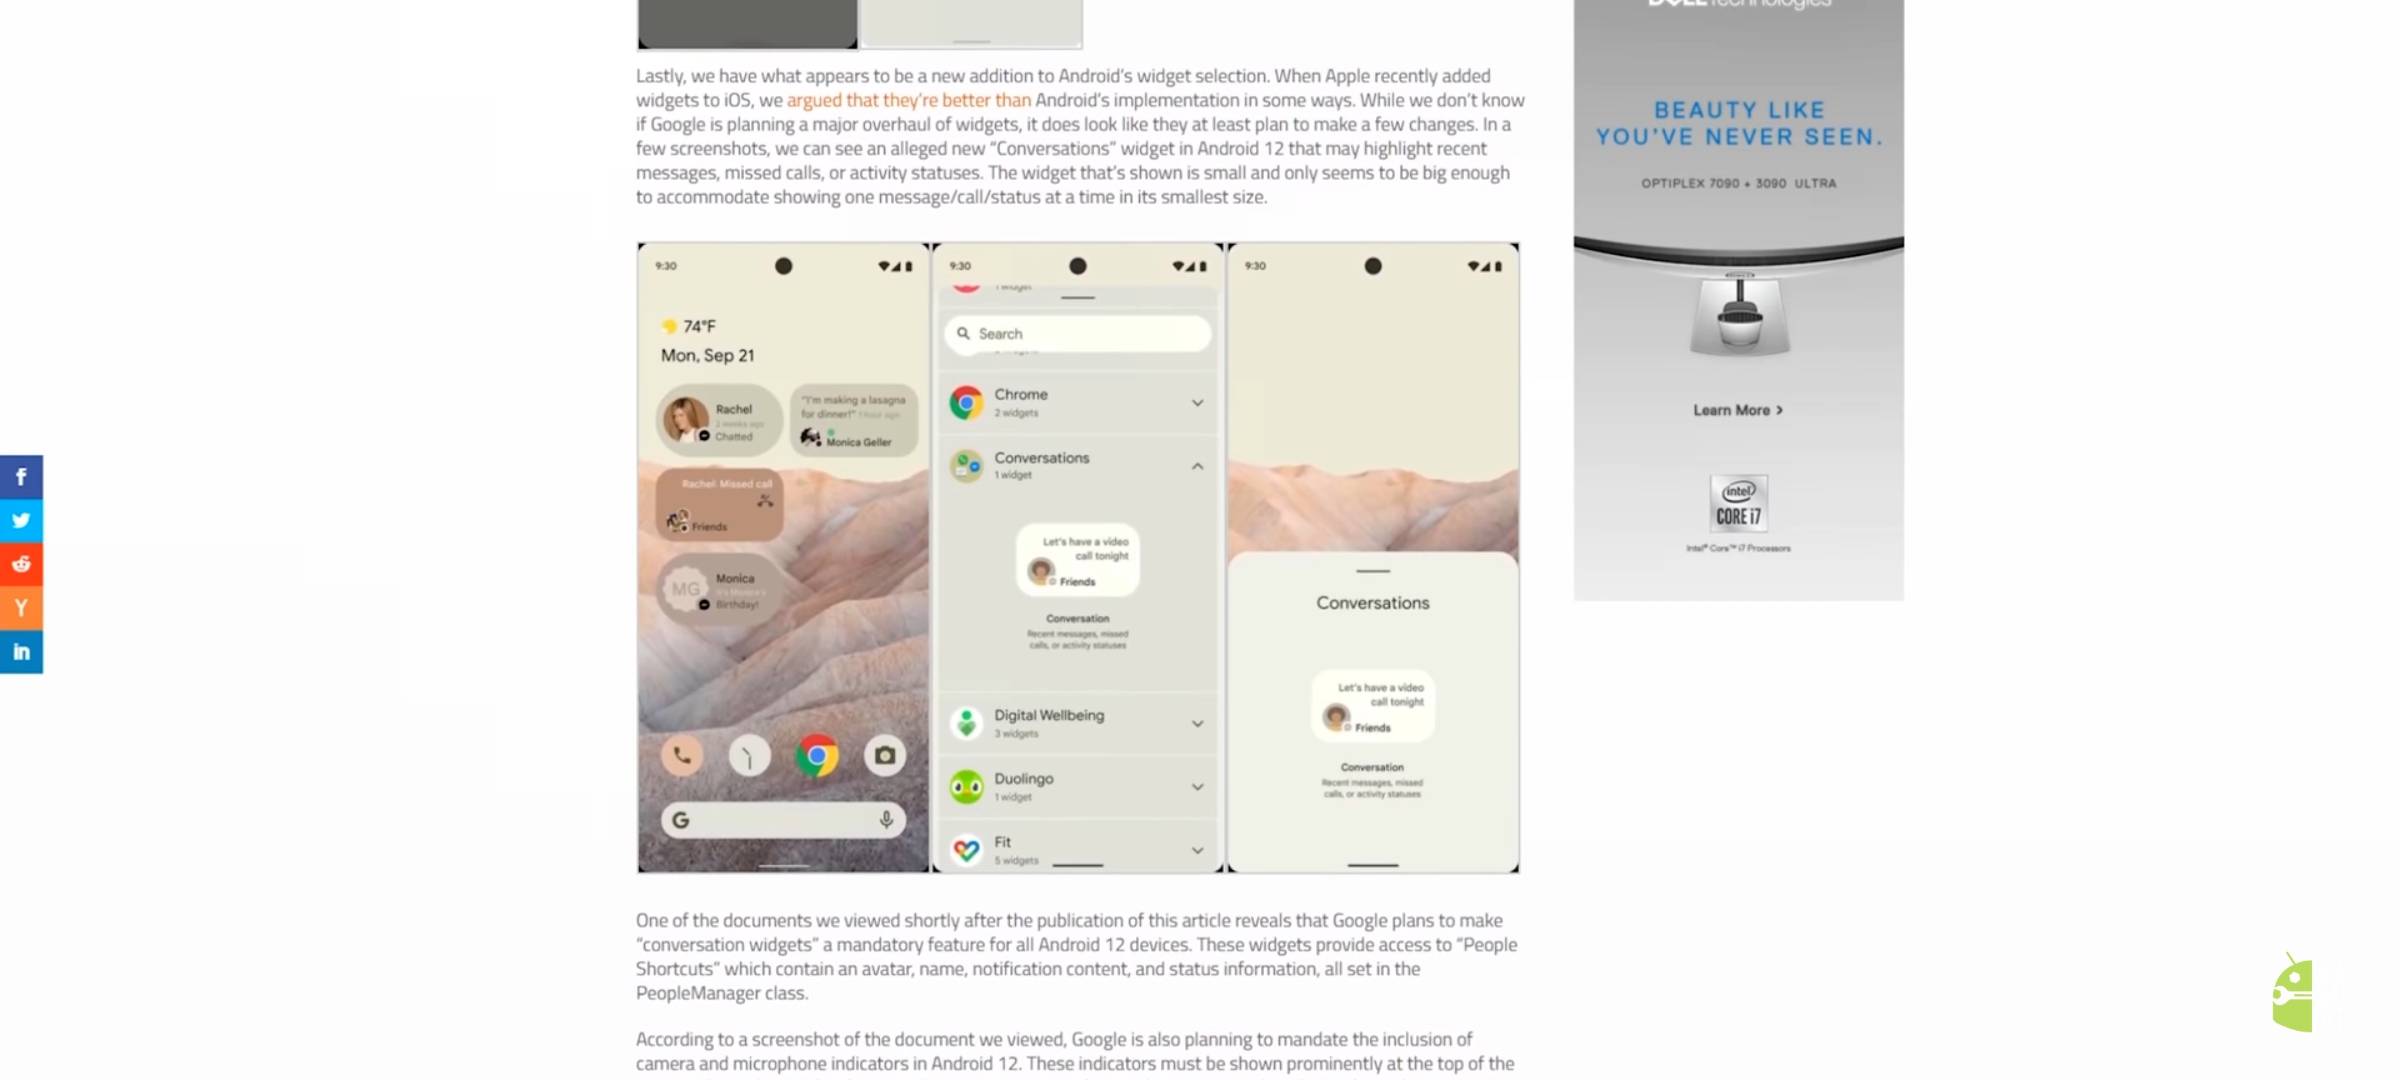 DELL Technologies
Lastly, we have what appears to be a new addition to Android's widget selection. When Apple recently added
widgets to iOS, we argued that they're better than Android's implementation in some ways. While we don't know
if Google is planning a major overhaul of widgets, it does look like they at least plan to make a few changes. In a
few screenshots, we can see an alleged new “Conversations” widget in Android 12 that may highlight recent
messages, missed calls, or activity statuses. The widget that's shown is small and only seems to be big enough
to accommodate showing one message/call/status at a time in its smallest size.
9:30
74°F
Mon, Sep 21
Rachel
2 weeks ago
Chatted
"I'm making a lasagna
for dinner!" 1 hour ago
Monica Geller
Rachel: Missed call
Friends
MG
Monica
Birthday!
G
9:30
1 widget
Search
Chrome
2 widgets
Conversations
1 widget
Let's have a video
call tonight
Friends
Conversation
Recent messages, missed
calls, or activity statuses
Digital Wellbeing
3 widgets
Duolingo
1 widget
Fit
5 widgets
9:30
Conversations
Let's have a video
call tonight
Friends
Conversation
Recent messages, missed
calls, or activity statuses
One of the documents we viewed shortly after the publication of this article reveals that Google plans to make
“conversation widgets” a mandatory feature for all Android 12 devices. These widgets provide access to “People
Shortcuts” which contain an avatar, name, notification content, and status information, all set in the
PeopleManager class.
According to a screenshot of the document we viewed, Google is also planning to mandate the inclusion of
camera and microphone indicators in Android 12. These indicators must be shown prominently at the top of the
BEAUTY LIKE
YOU'VE NEVER SEEN.
OPTIPLEX 7090 + 3090 ULTRA
Learn More >
intel
CORE i7
Intel® Core™ i7 Processors
f
Y
in